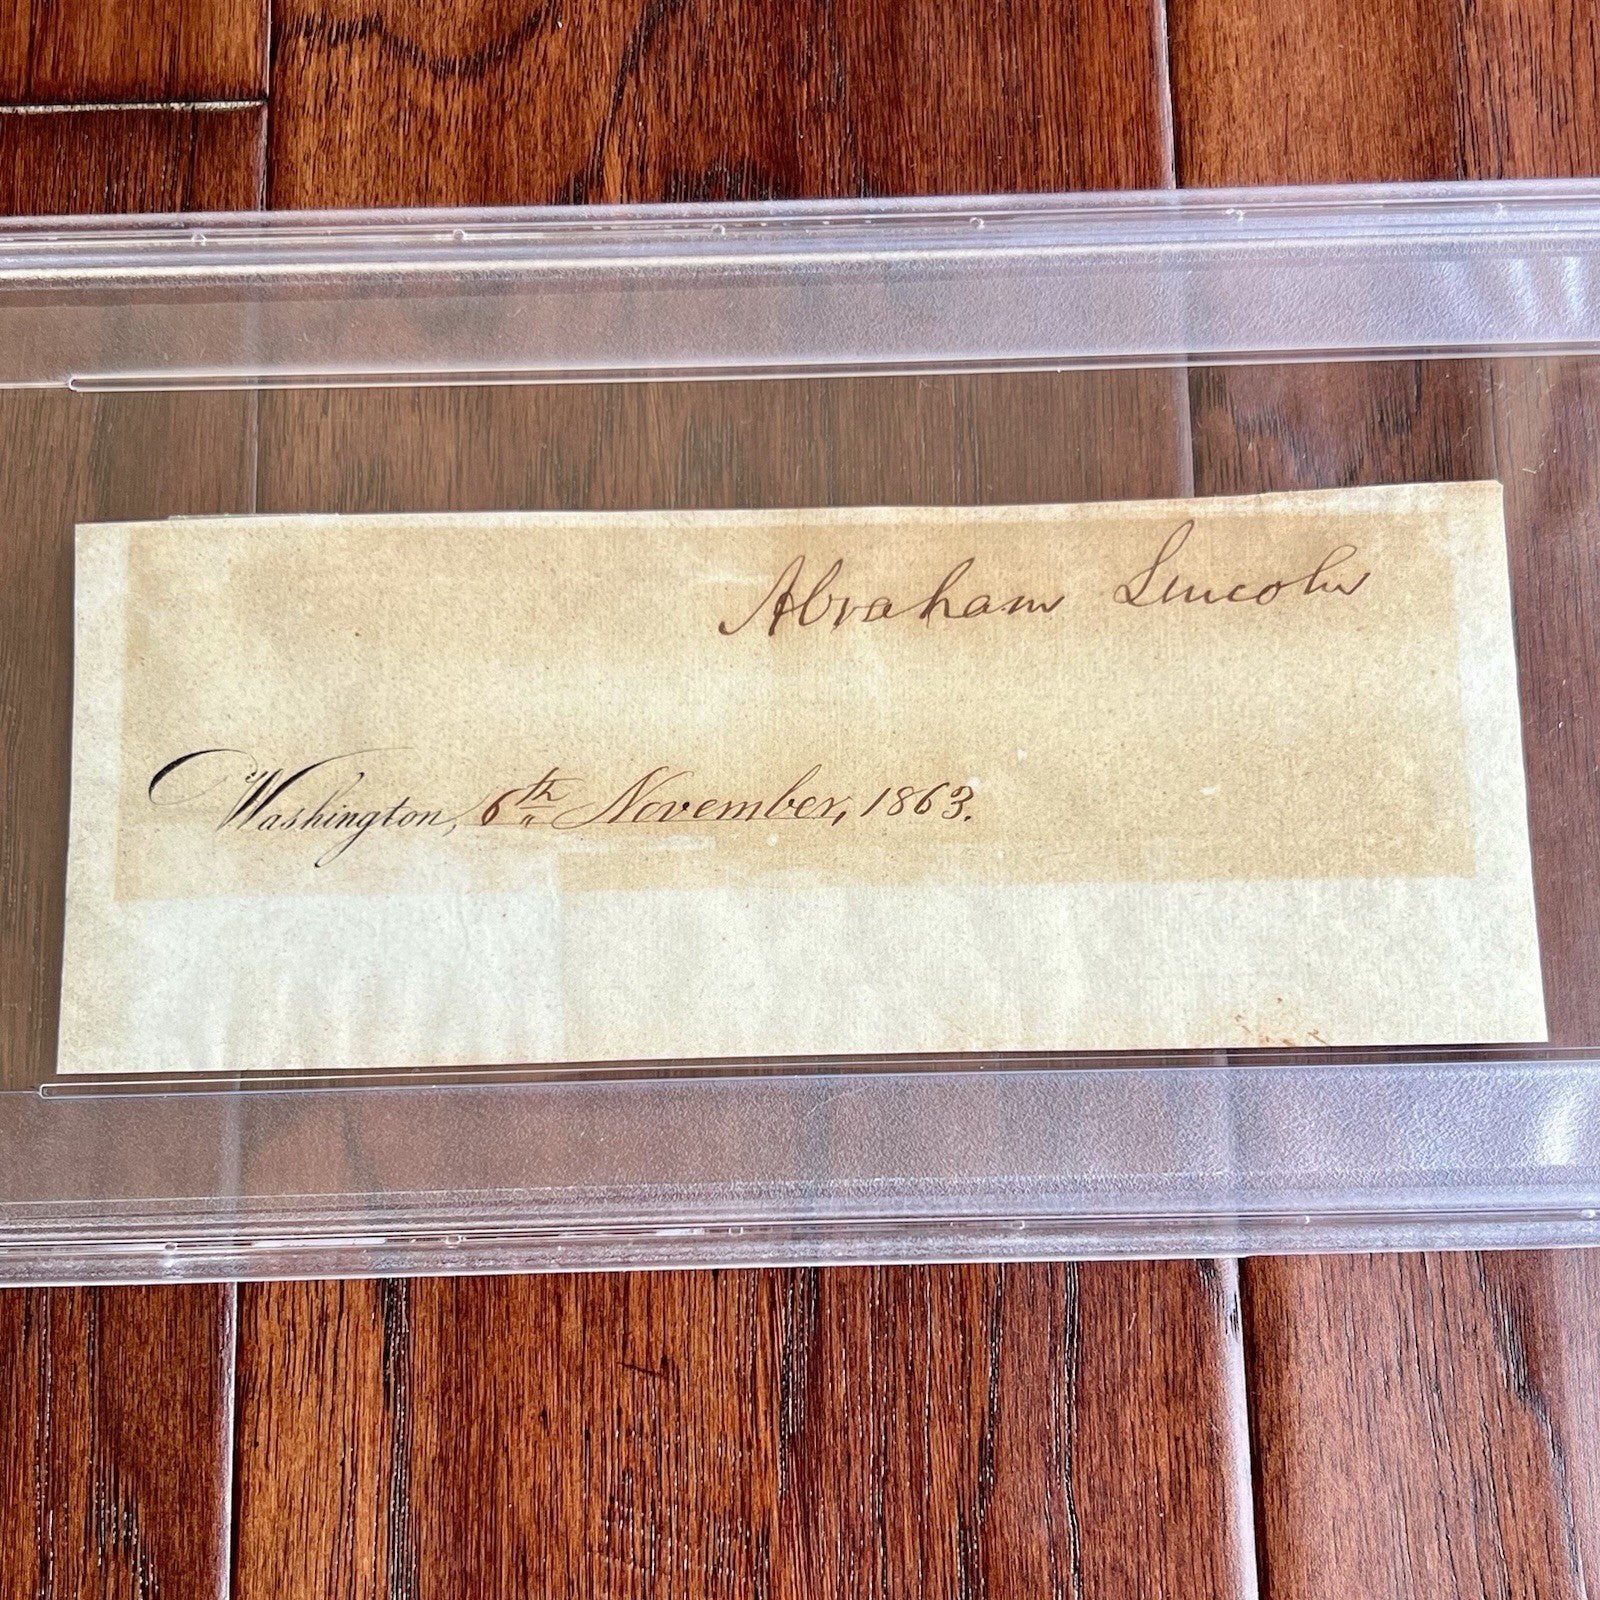 Abraham Lincoln
Washington, 6th November, 1863.